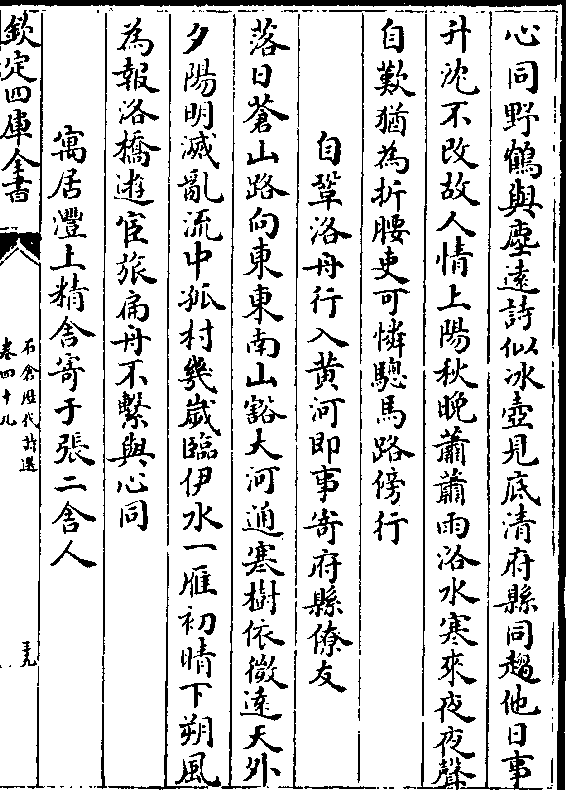 心同野鶴與塵遠詩似冰壺見底清府縣同趨他日事
升沈不改故人情上陽秋晚蕭蕭雨洛水寒來夜夜聲
自歎猶為折腰吏可憐驄馬路傍行
自鞏洛舟行入黄河即事寄府縣僚友
落日蒼山路向東東南山豁大河通寒樹依微遠天外
夕陽明滅亂流中孤村幾歲臨伊水一雁初晴下朔風
為報洛橋逰宦旅扁舟不繫與心同
寓居灃上精舍寄于張二舍人
欽定四庫全書
石倉歷代詩選
卷四十九